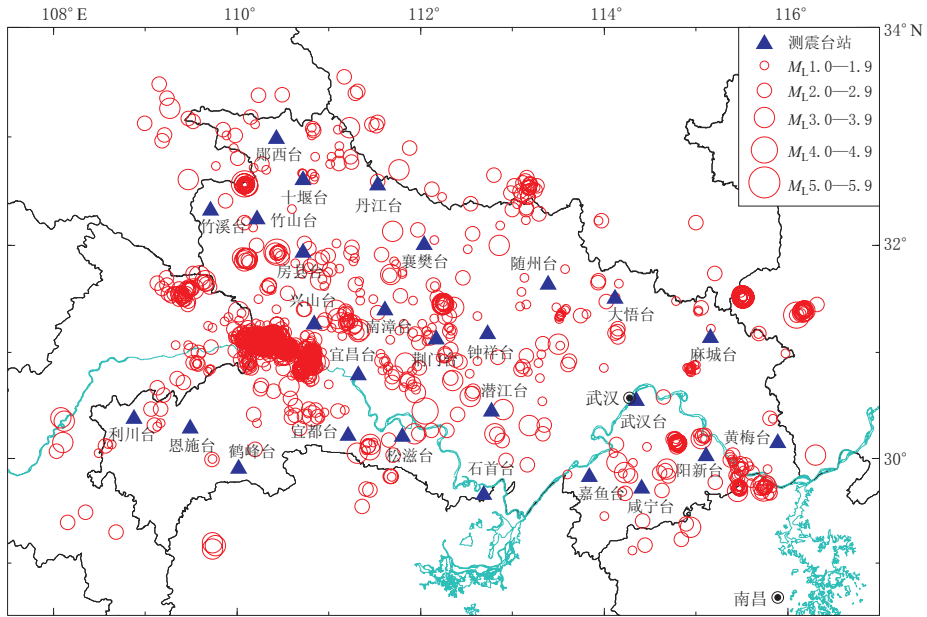 108°E
110°
112°
114°
116°
34°N
测震台站
ML1.0—1.9
ML2.0—2.9
ML3.0—3.9
ML4.0—4.9
ML5.0—5.9
郧西台
十堰台
丹江台
竹溪台
竹山台
32°
房县台
襄樊台
随州台
兴山台
南漳台
大悟台
宜昌台
荆门台
钟祥台
麻城台
潜江台
武汉
武汉台
利川台
恩施台
鹤峰台
宜都台
松滋台
石首台
黄梅台
阳新台
30°
嘉鱼台
咸宁台
南昌